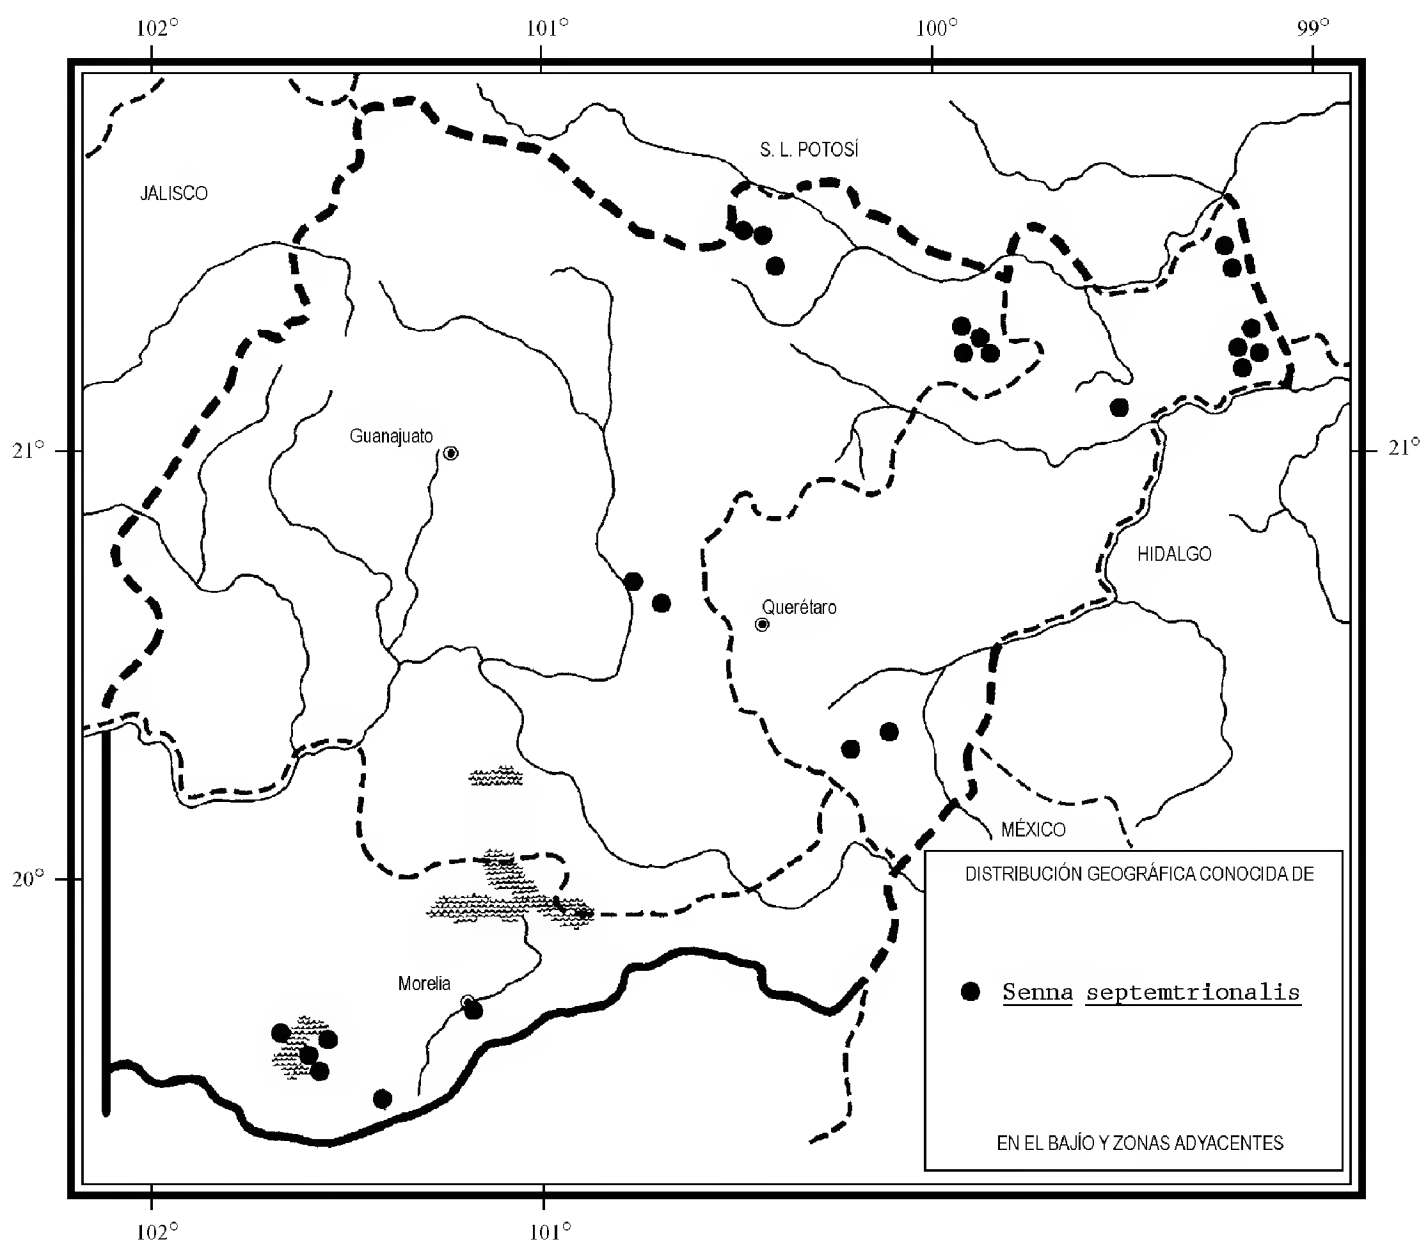 102° 101° 100° 99°
S. L. POTOSÍ
JALISCO
Guanajuato
21° 21°
HIDALGO
Querétaro
MÉXICO
20°
DISTRIBUCIÓN GEOGRÁFICA CONOCIDA DE
Morelia
Senna septemtrionalis
EN EL BAJÍO Y ZONAS ADYACENTES
102° 101°